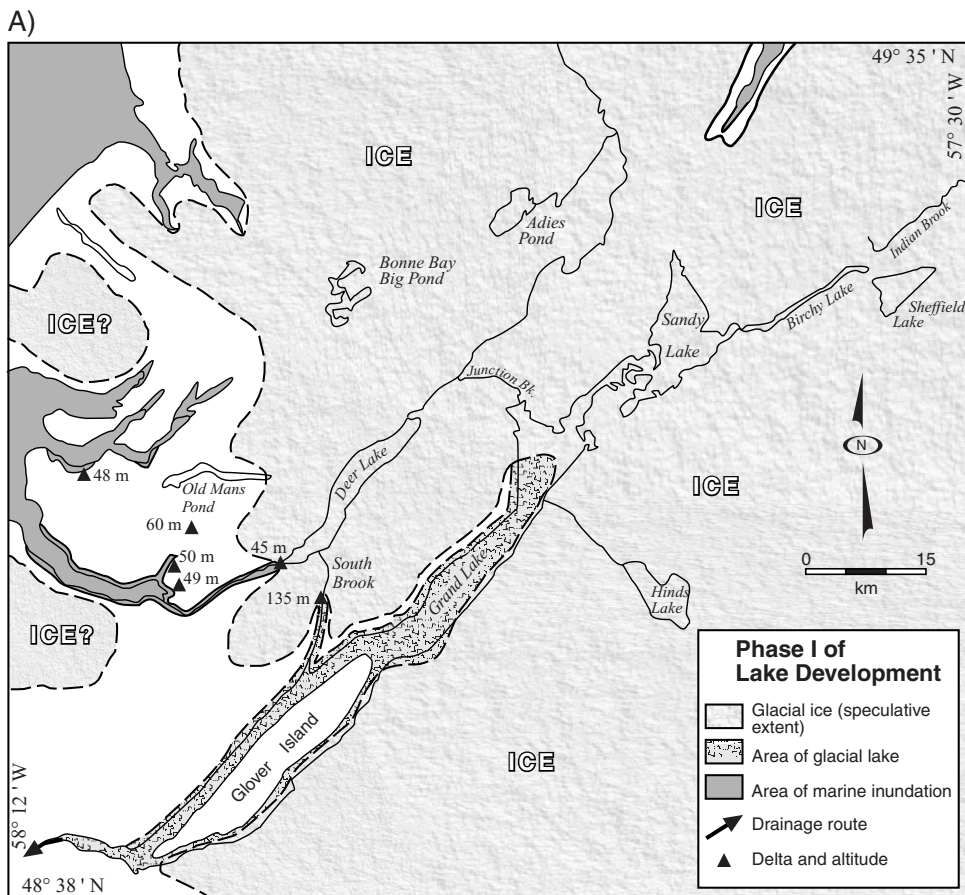 A)
49° 35 ' N
57° 30 ' W
ICE
ICE
Adies
Pond
Indian Brook
Bonne Bay
Big Pond
Birchy Lake
Sheffield
Lake
ICE?
Sandy
Lake
Junction Bk.
N
Deer Lake
48 m
ICE
Old Mans
Pond
60 m
50 m
45 m
49 m
South
Brook
135 m
0 15
km
Grand Lake
Hinds
Lake
ICE?
Glover Island
ICE
58° 12 ' W
48° 38 ' N
Phase I of
Lake Development
Glacial ice (speculative
extent)
Area of glacial lake
Area of marine inundation
Drainage route
Delta and altitude